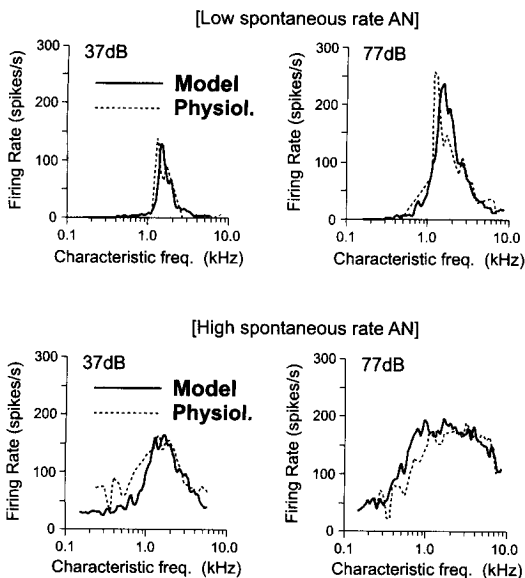 [Low spontaneous rate AN]
37dB
77dB
Model
Physiol.
Firing Rate (spikes/s)
300
200
100
0
0.1 1.0 10.0
Characteristic freq. (kHz)
Firing Rate (spikes/s)
300
200
100
0
0.1 1.0 10.0
Characteristic freq. (kHz)
[High spontaneous rate AN]
37dB
77dB
Model
Physiol.
Firing Rate (spikes/s)
300
200
100
0
0.1 1.0 10.0
Characteristic freq. (kHz)
Firing Rate (spikes/s)
300
200
100
0
0.1 1.0 10.0
Characteristic freq. (kHz)